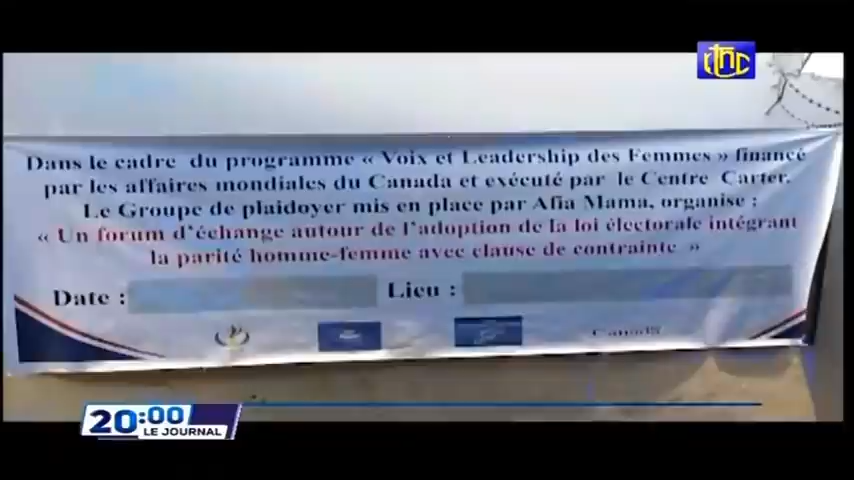 rtnc
Dans le cadre du programme « Voix et Leadership des Femmes » financé
par les affaires mondiales du Canada et exécuté par le Centre Carter.
Le Groupe de plaidoyer mis en place par Afia Mama, organise :
« Un forum d'échange autour de l'adoption de la loi électorale intégrant
la parité homme-femme avec clause de contrainte »
Date :
Lieu :
Canada
20:00
LE JOURNAL